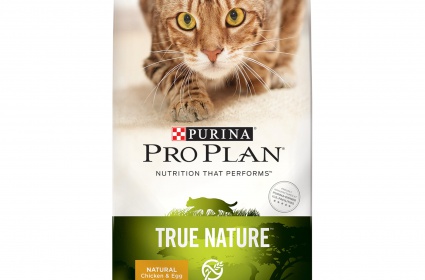 PURINA
PRO PLAN®
NUTRITION THAT PERFORMS™
TRUE NATURE
NATURAL
Chicken & Egg